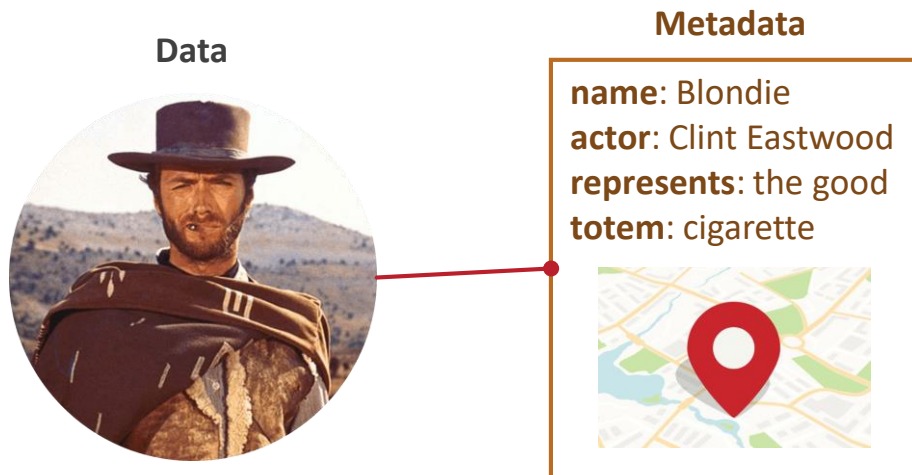 Data
Metadata
name: Blondie
actor: Clint Eastwood
represents: the good
totem: cigarette